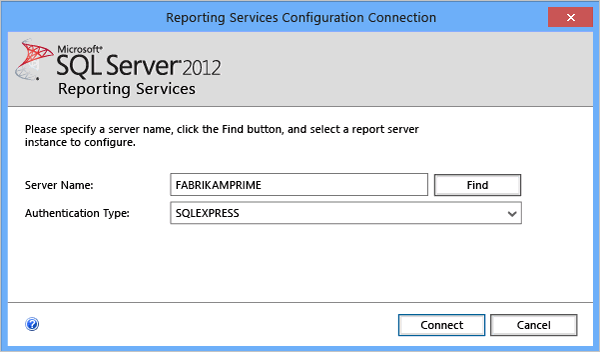 Reporting Services Configuration Connection
Microsoft®
SQL Server 2012
Reporting Services
Please specify a server name, click the Find button, and select a report server
instance to configure.
Server Name: FABRIKAMPRIME Find
Authentication Type: SQLEXPRESS
Connect Cancel